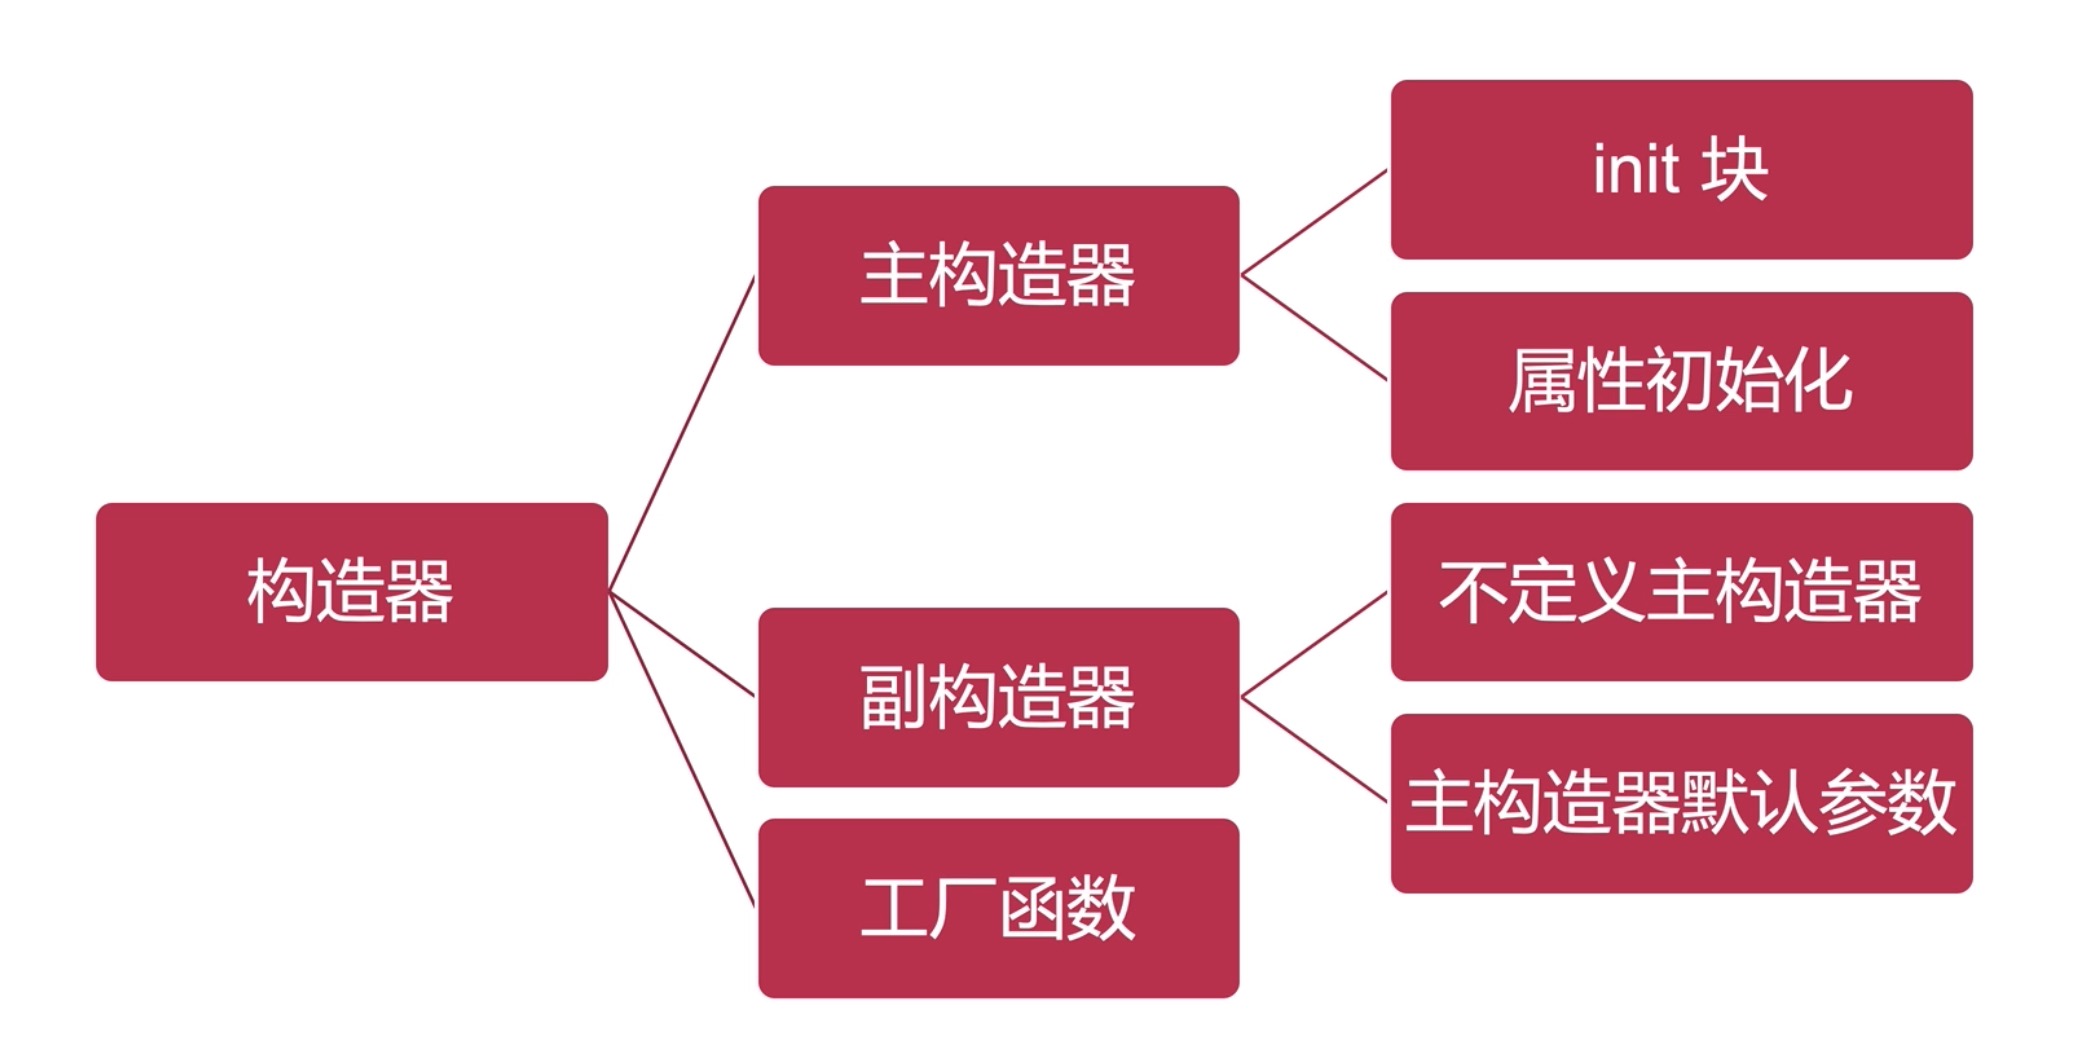 构造器
主构造器
init 块
属性初始化
副构造器
不定义主构造器
主构造器默认参数
工厂函数